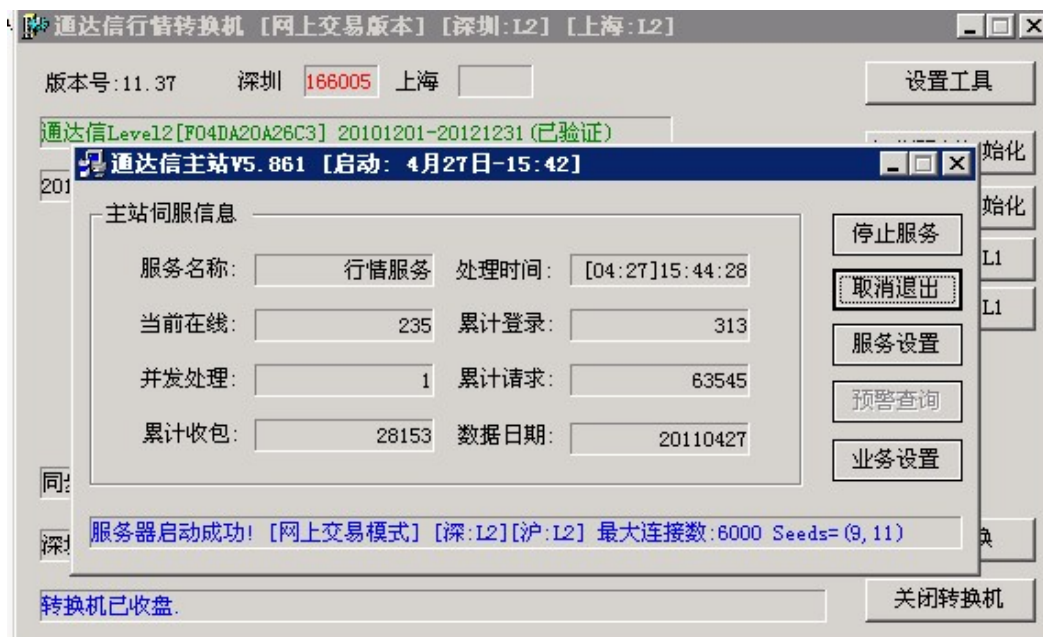 通达信行情转换机 [网上交易版本] [深圳:L2] [上海:L2]
版本号:11.37 深圳 166005 上海
设置工具
通达信Level2[F04DA20A26C3] 20101201-20121231(已验证)
始化
通达信主站V5.861 [启动: 4月27日-15:42]
201
主站伺服信息
始化
停止服务
服务名称: 行情服务 处理时间: [04:27]15:44:28
L1
取消退出
当前在线: 235 累计登录: 313
L1
服务设置
并发处理: 1 累计请求: 63545
预警查询
累计收包: 28153 数据日期: 20110427
业务设置
同
服务器启动成功! [网上交易模式] [深:L2][沪:L2] 最大连接数:6000 Seeds=(9,11)
深
换
转换机已收盘.
关闭转换机